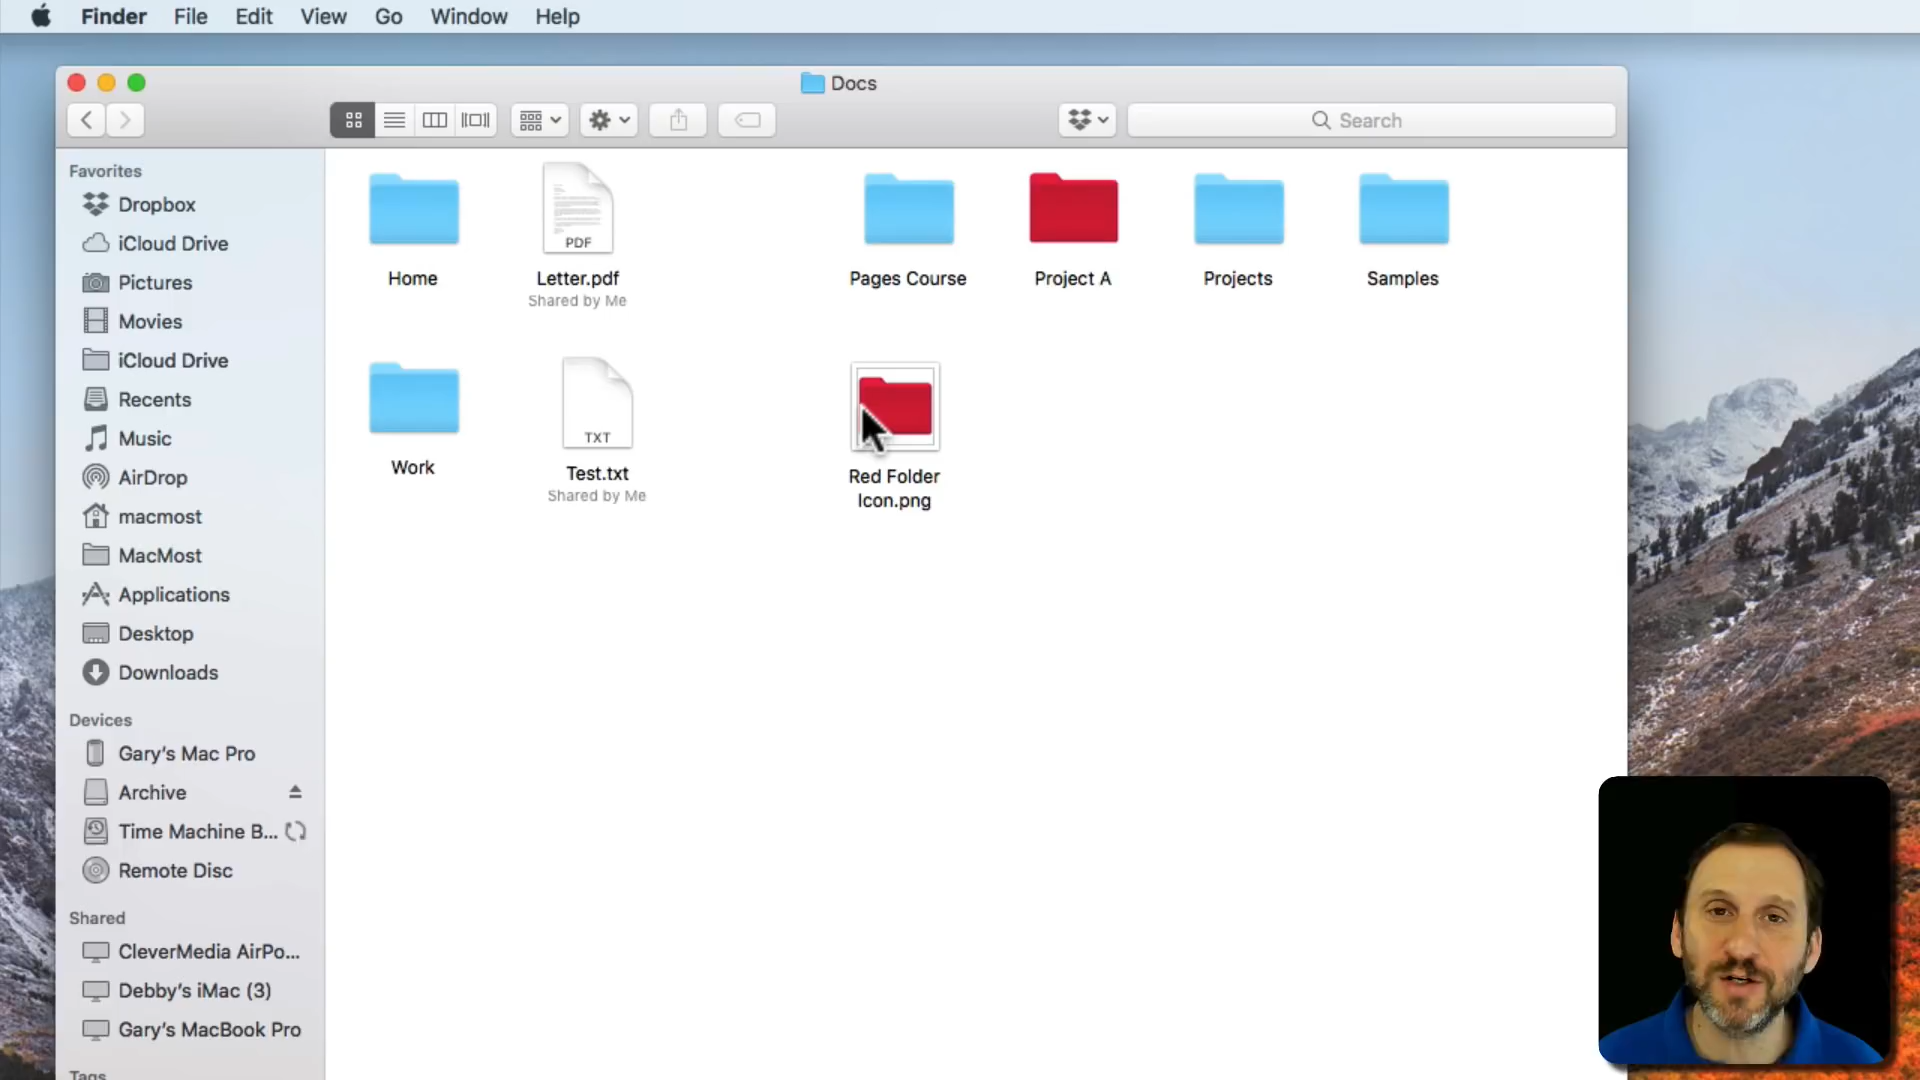 Finder File Edit View Go Window Help
Docs
Search
Favorites
Dropbox
iCloud Drive
Pictures
Movies
iCloud Drive
Recents
Music
AirDrop
macmost
MacMost
Applications
Desktop
Downloads
Devices
Gary's Mac Pro
Archive
Time Machine B...
Remote Disc
Shared
CleverMedia AirPo...
Debby's iMac (3)
Gary's MacBook Pro
Tags
PDF
Home Letter.pdf Pages Course Project A Projects Samples
Shared by Me
TXT
Work Test.txt Red Folder
Icon.png
Shared by Me